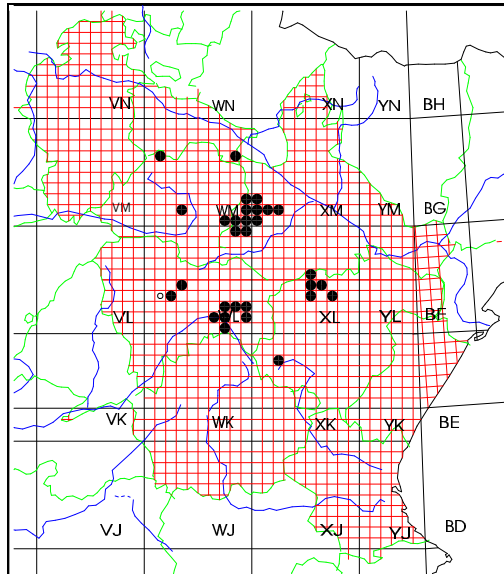 VN WN XN YN BH
VM WM XM YM BG
VL WL XL YL BF
VK WK XK YK BE
VJ WJ XJ YJ BD